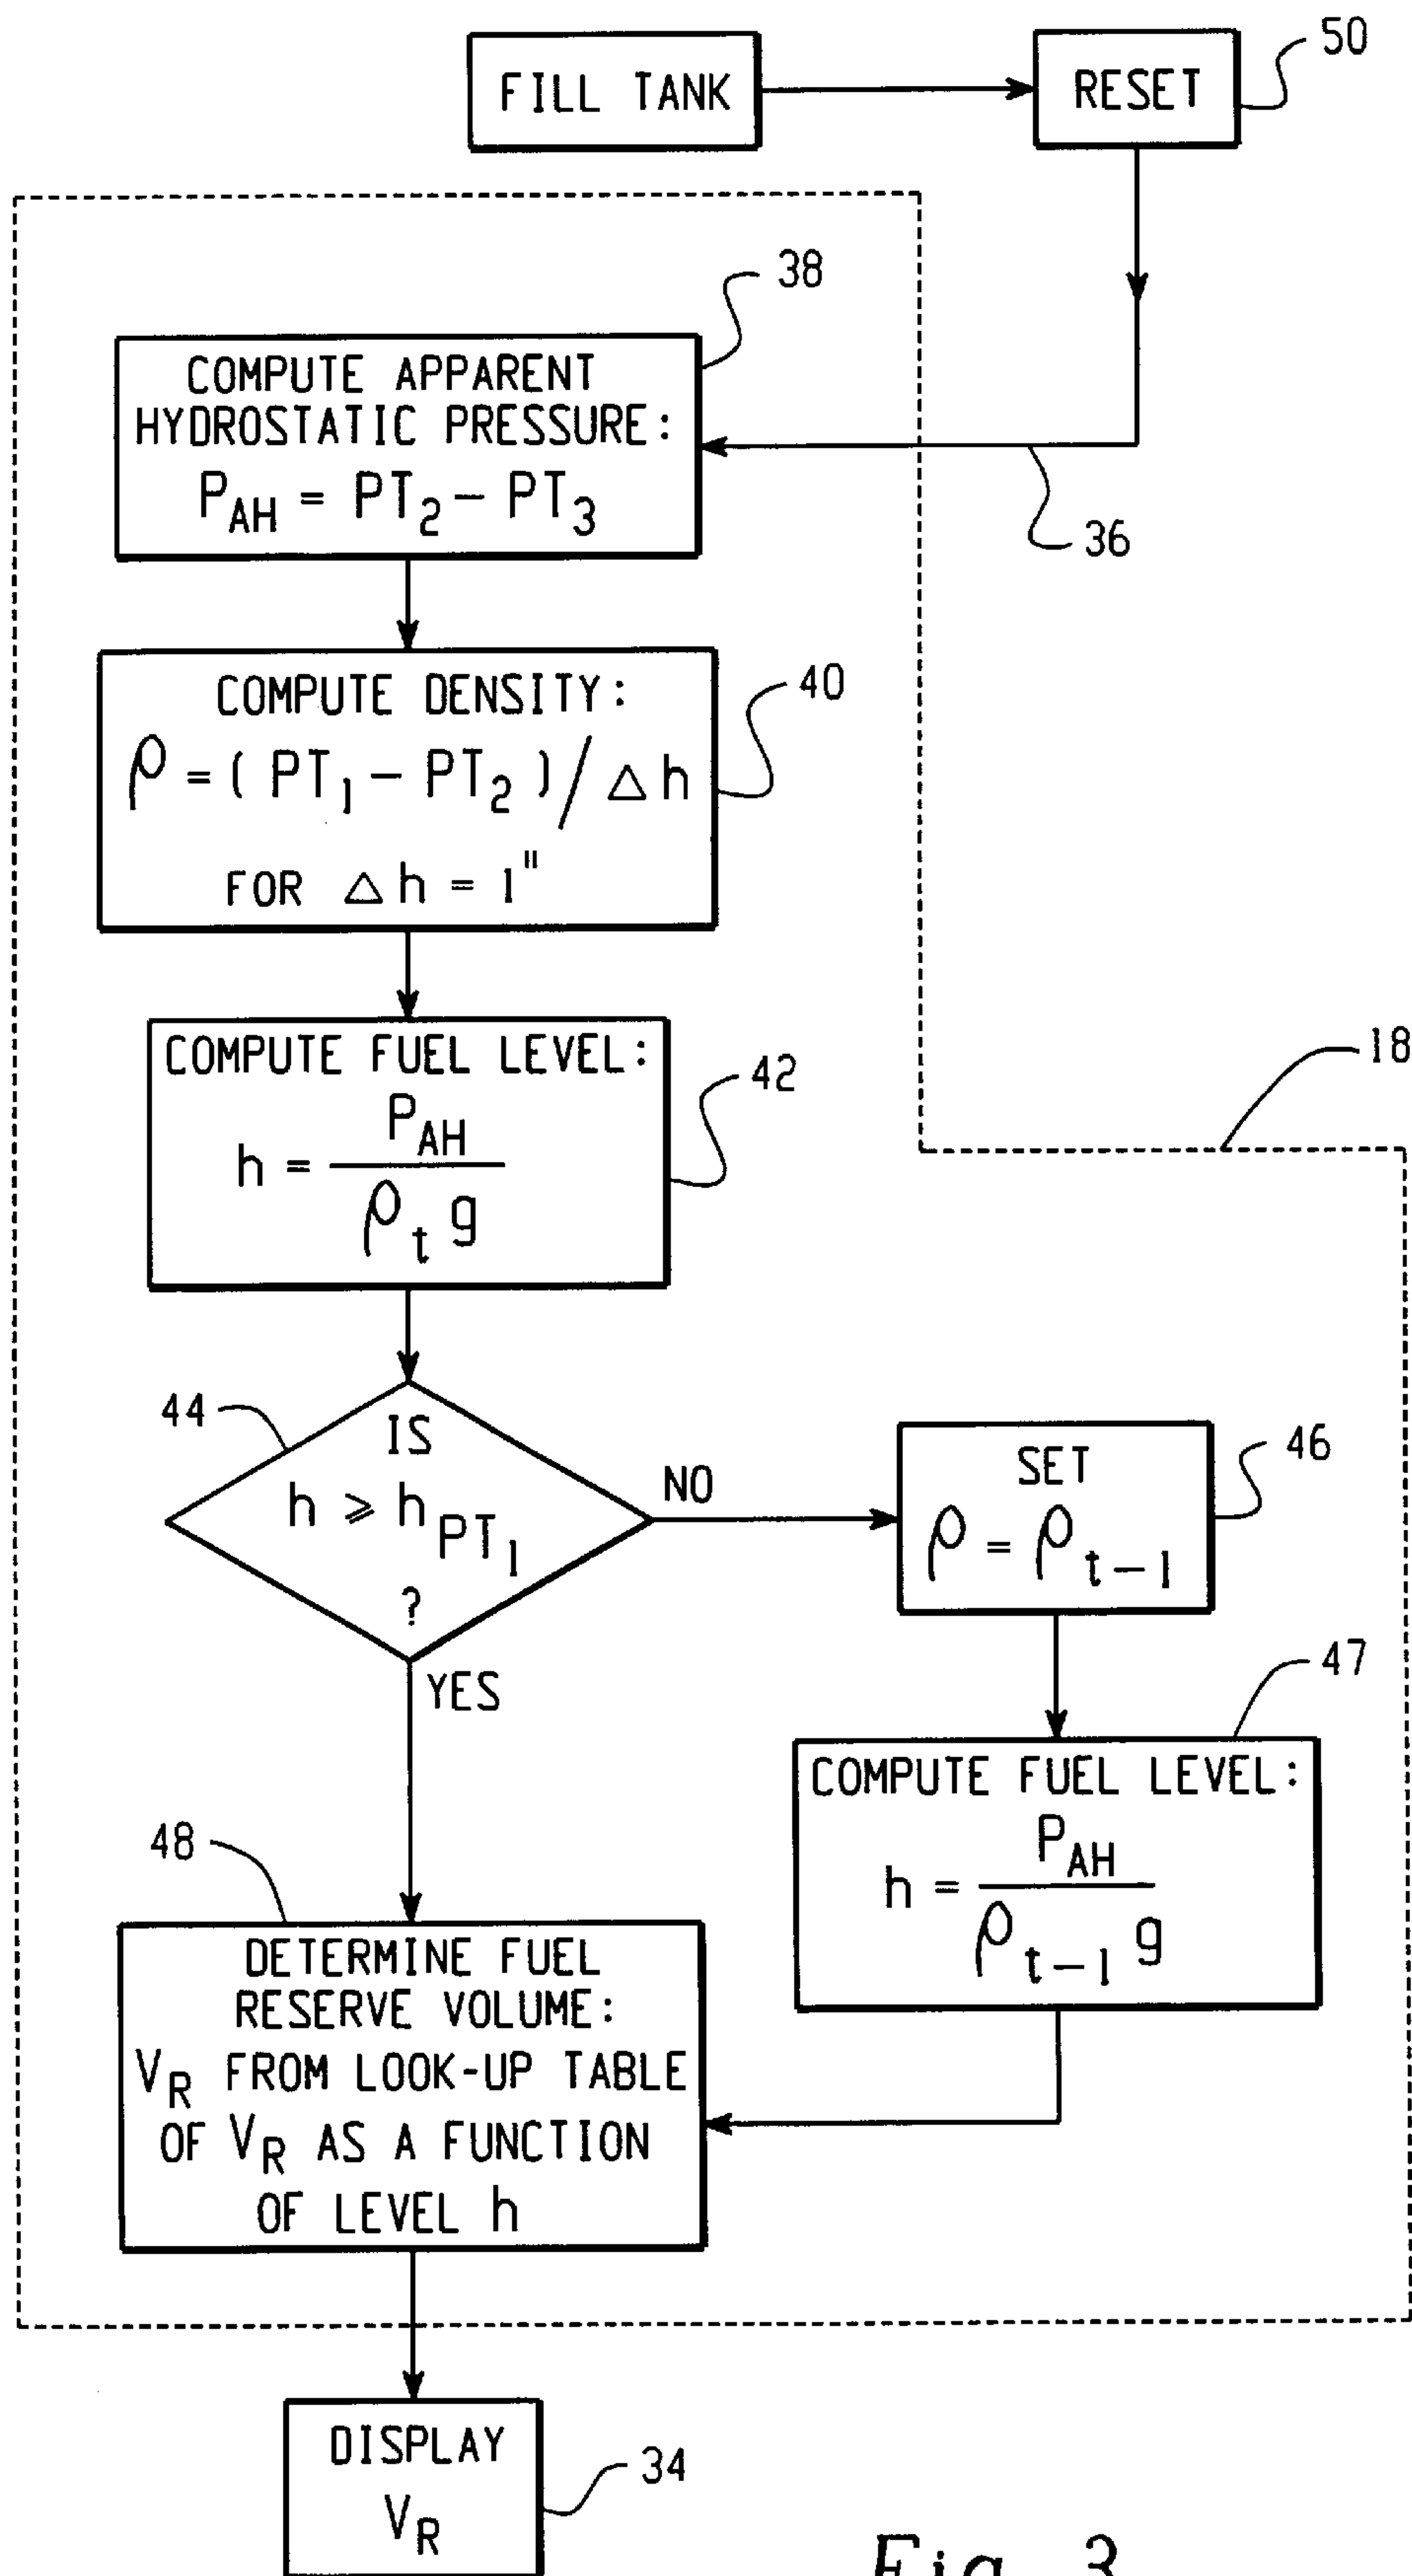 FILL TANK
RESET
50
38
COMPUTE APPARENT
HYDROSTATIC PRESSURE:
P_AH = PT_2 - PT_3
36
COMPUTE DENSITY:
ρ = ( PT_1 - PT_2 ) / △ h
FOR △ h = 1"
40
COMPUTE FUEL LEVEL:
h = P_AH / ρ_t g
42
18
44
IS
h ⩾ h_PT_1
?
NO
YES
SET
ρ = ρ_t-1
46
47
COMPUTE FUEL LEVEL:
h = P_AH / ρ_t-1 g
48
DETERMINE FUEL
RESERVE VOLUME:
V_R FROM LOOK-UP TABLE
OF V_R AS A FUNCTION
OF LEVEL h
DISPLAY
V_R
34
Fig. 3